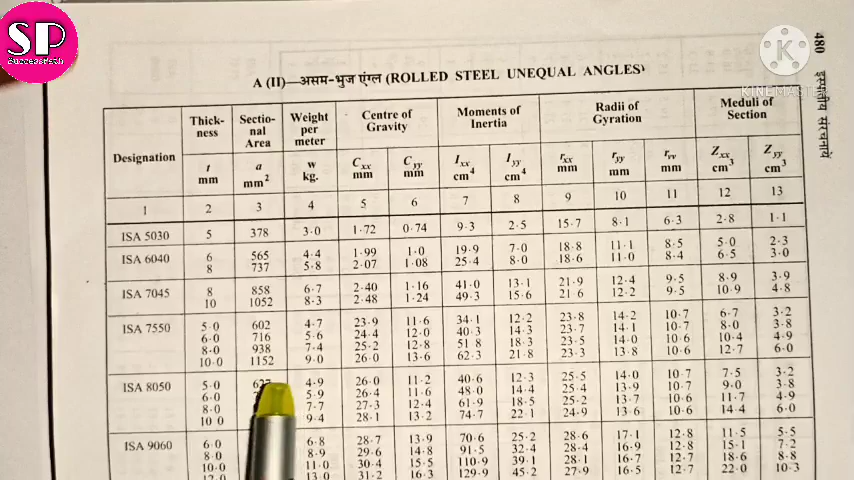 SP
SuccessPath
KINEMASTER
480
इस्पातीय संरचनायें
A (II)—असम-भुज एंगल (ROLLED STEEL UNEQUAL ANGLES)
Designation Thick-ness Sectio-nal Area Weight per meter Centre of Gravity Moments of Inertia Radii of Gyration Meduli of Section
t mm a mm² w kg. Cxx mm Cyy mm Ixx cm⁴ Iyy cm⁴ rxx mm ryy mm rvv mm Zxx cm³ Zyy cm³
1 2 3 4 5 6 7 8 9 10 11 12 13
ISA 5030 5 378 3·0 1·72 0·74 9·3 2·5 15·7 8·1 6·3 2·8 1·1
ISA 6040 6 565 4·4 1·99 1·0 19·9 7·0 18·8 11·1 8·5 5·0 2·3
8 737 5·8 2·07 1·08 25·4 8·0 18·6 11·0 8·4 6·5 3·0
ISA 7045 8 858 6·7 2·40 1·16 41·0 13·1 21·9 12·4 9·5 8·9 3·9
10 1052 8·3 2·48 1·24 49·3 15·6 21 6 12·2 9·5 10·9 4·8
ISA 7550 5·0 602 4·7 23·9 11·6 34·1 12·2 23·8 14·2 10·7 6·7 3·2
6·0 716 5·6 24·4 12·0 40·3 14·3 23·7 14·1 10·7 8·0 3·8
8·0 938 7·4 25·2 12·8 51·8 18·3 23·5 14·0 10·6 10·4 4·9
10·0 1152 9·0 26·0 13·6 62·3 21·8 23·3 13·8 10·6 12·7 6·0
ISA 8050 5·0 4·9 26·0 11·2 40·6 12·3 25·5 14·0 10·7 7·5 3·2
6·0 5·9 26·4 11·6 48·0 14·4 25·4 13·9 10·7 9·0 3·8
8·0 7·7 27·3 12·4 61·9 18·5 25·2 13·7 10·6 11·7 4·9
10 0 9·4 28·1 13·2 74·7 22·1 24·9 13·6 10·6 14·4 6·0
ISA 9060 6·0 6·8 28·7 13·9 70·6 25·2 28·6 17·1 12·8 11·5 5·5
8·0 8·9 29·6 14·8 91·5 32·4 28·4 16·9 12·8 15·1 7·2
10·0 11·0 30·4 15·5 110·9 39·1 28·1 16·7 12·7 18·6 8·8
12·0 13·0 31·2 16·3 129·9 45·2 27·9 16·5 12·7 22·0 10·3